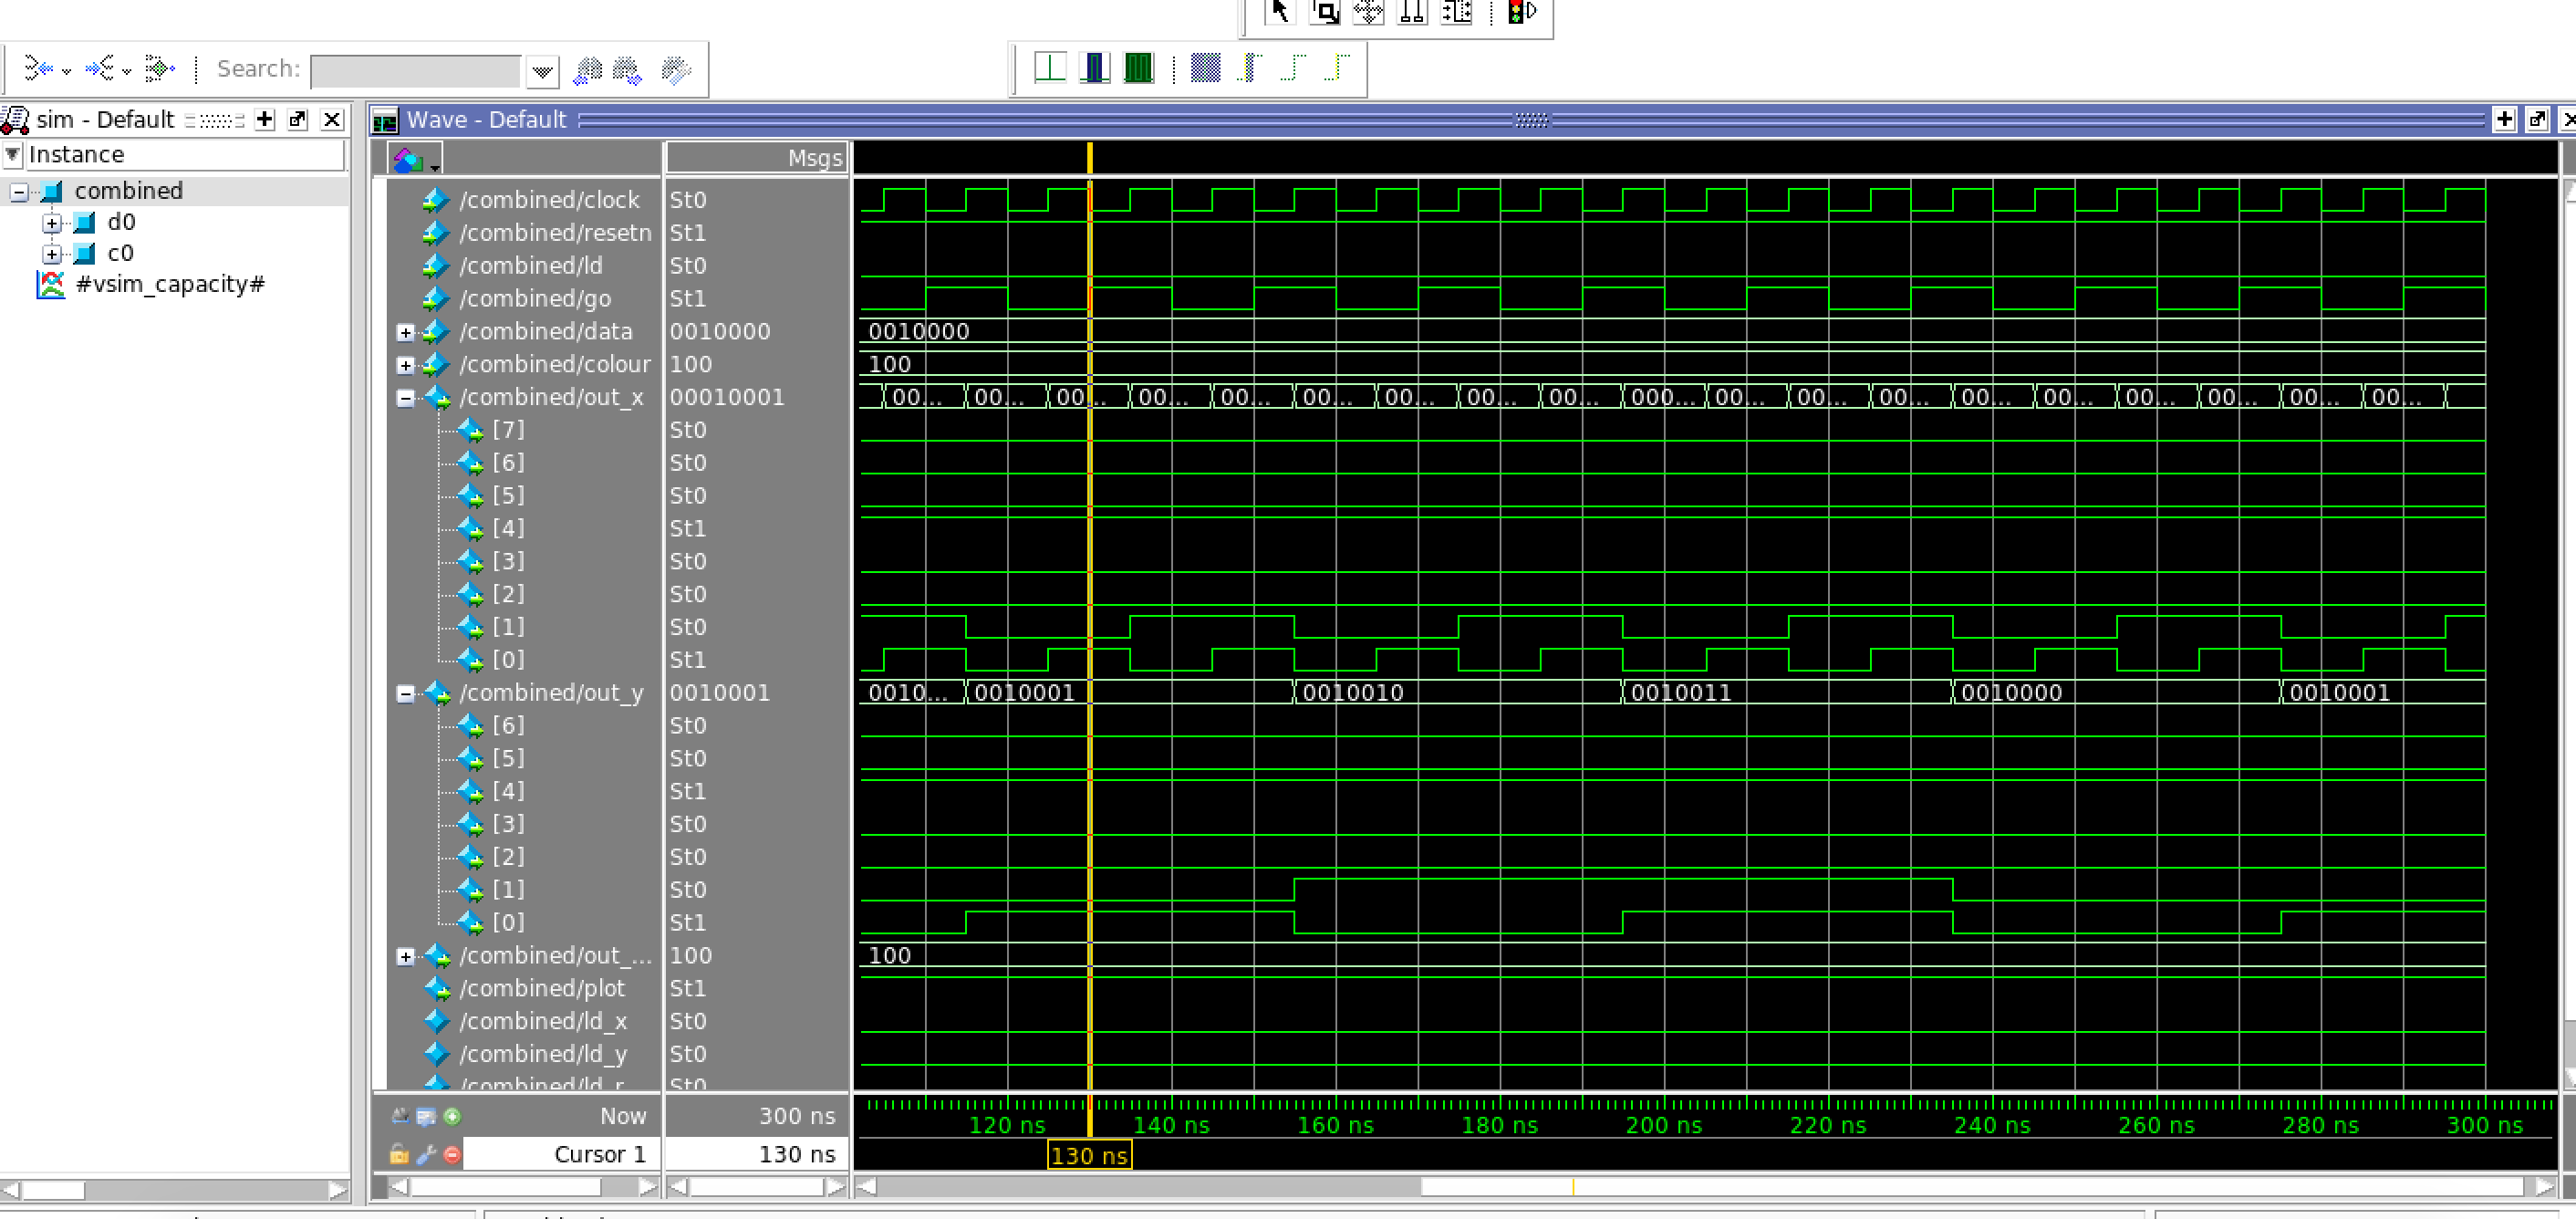 Search:
sim - Default
Wave - Default
Instance
Msgs
combined
d0
c0
#vsim_capacity#
/combined/clock St0
/combined/resetn St1
/combined/ld St0
/combined/go St1
/combined/data 0010000 0010000
/combined/colour 100 100
/combined/out_x 00010001 00... 00... 00... 00... 00... 00... 00... 00... 00... 000... 00... 00... 00... 00... 00... 00... 00... 00... 00...
[7] St0
[6] St0
[5] St0
[4] St1
[3] St0
[2] St0
[1] St0
[0] St1
/combined/out_y 0010001 0010... 0010001 0010010 0010011 0010000 0010001
[6] St0
[5] St0
[4] St1
[3] St0
[2] St0
[1] St0
[0] St1
/combined/out_... 100 100
/combined/plot St1
/combined/ld_x St0
/combined/ld_y St0
/combined/ld_r St0
Now 300 ns
120 ns 140 ns 160 ns 180 ns 200 ns 220 ns 240 ns 260 ns 280 ns 300 ns
Cursor 1 130 ns 130 ns